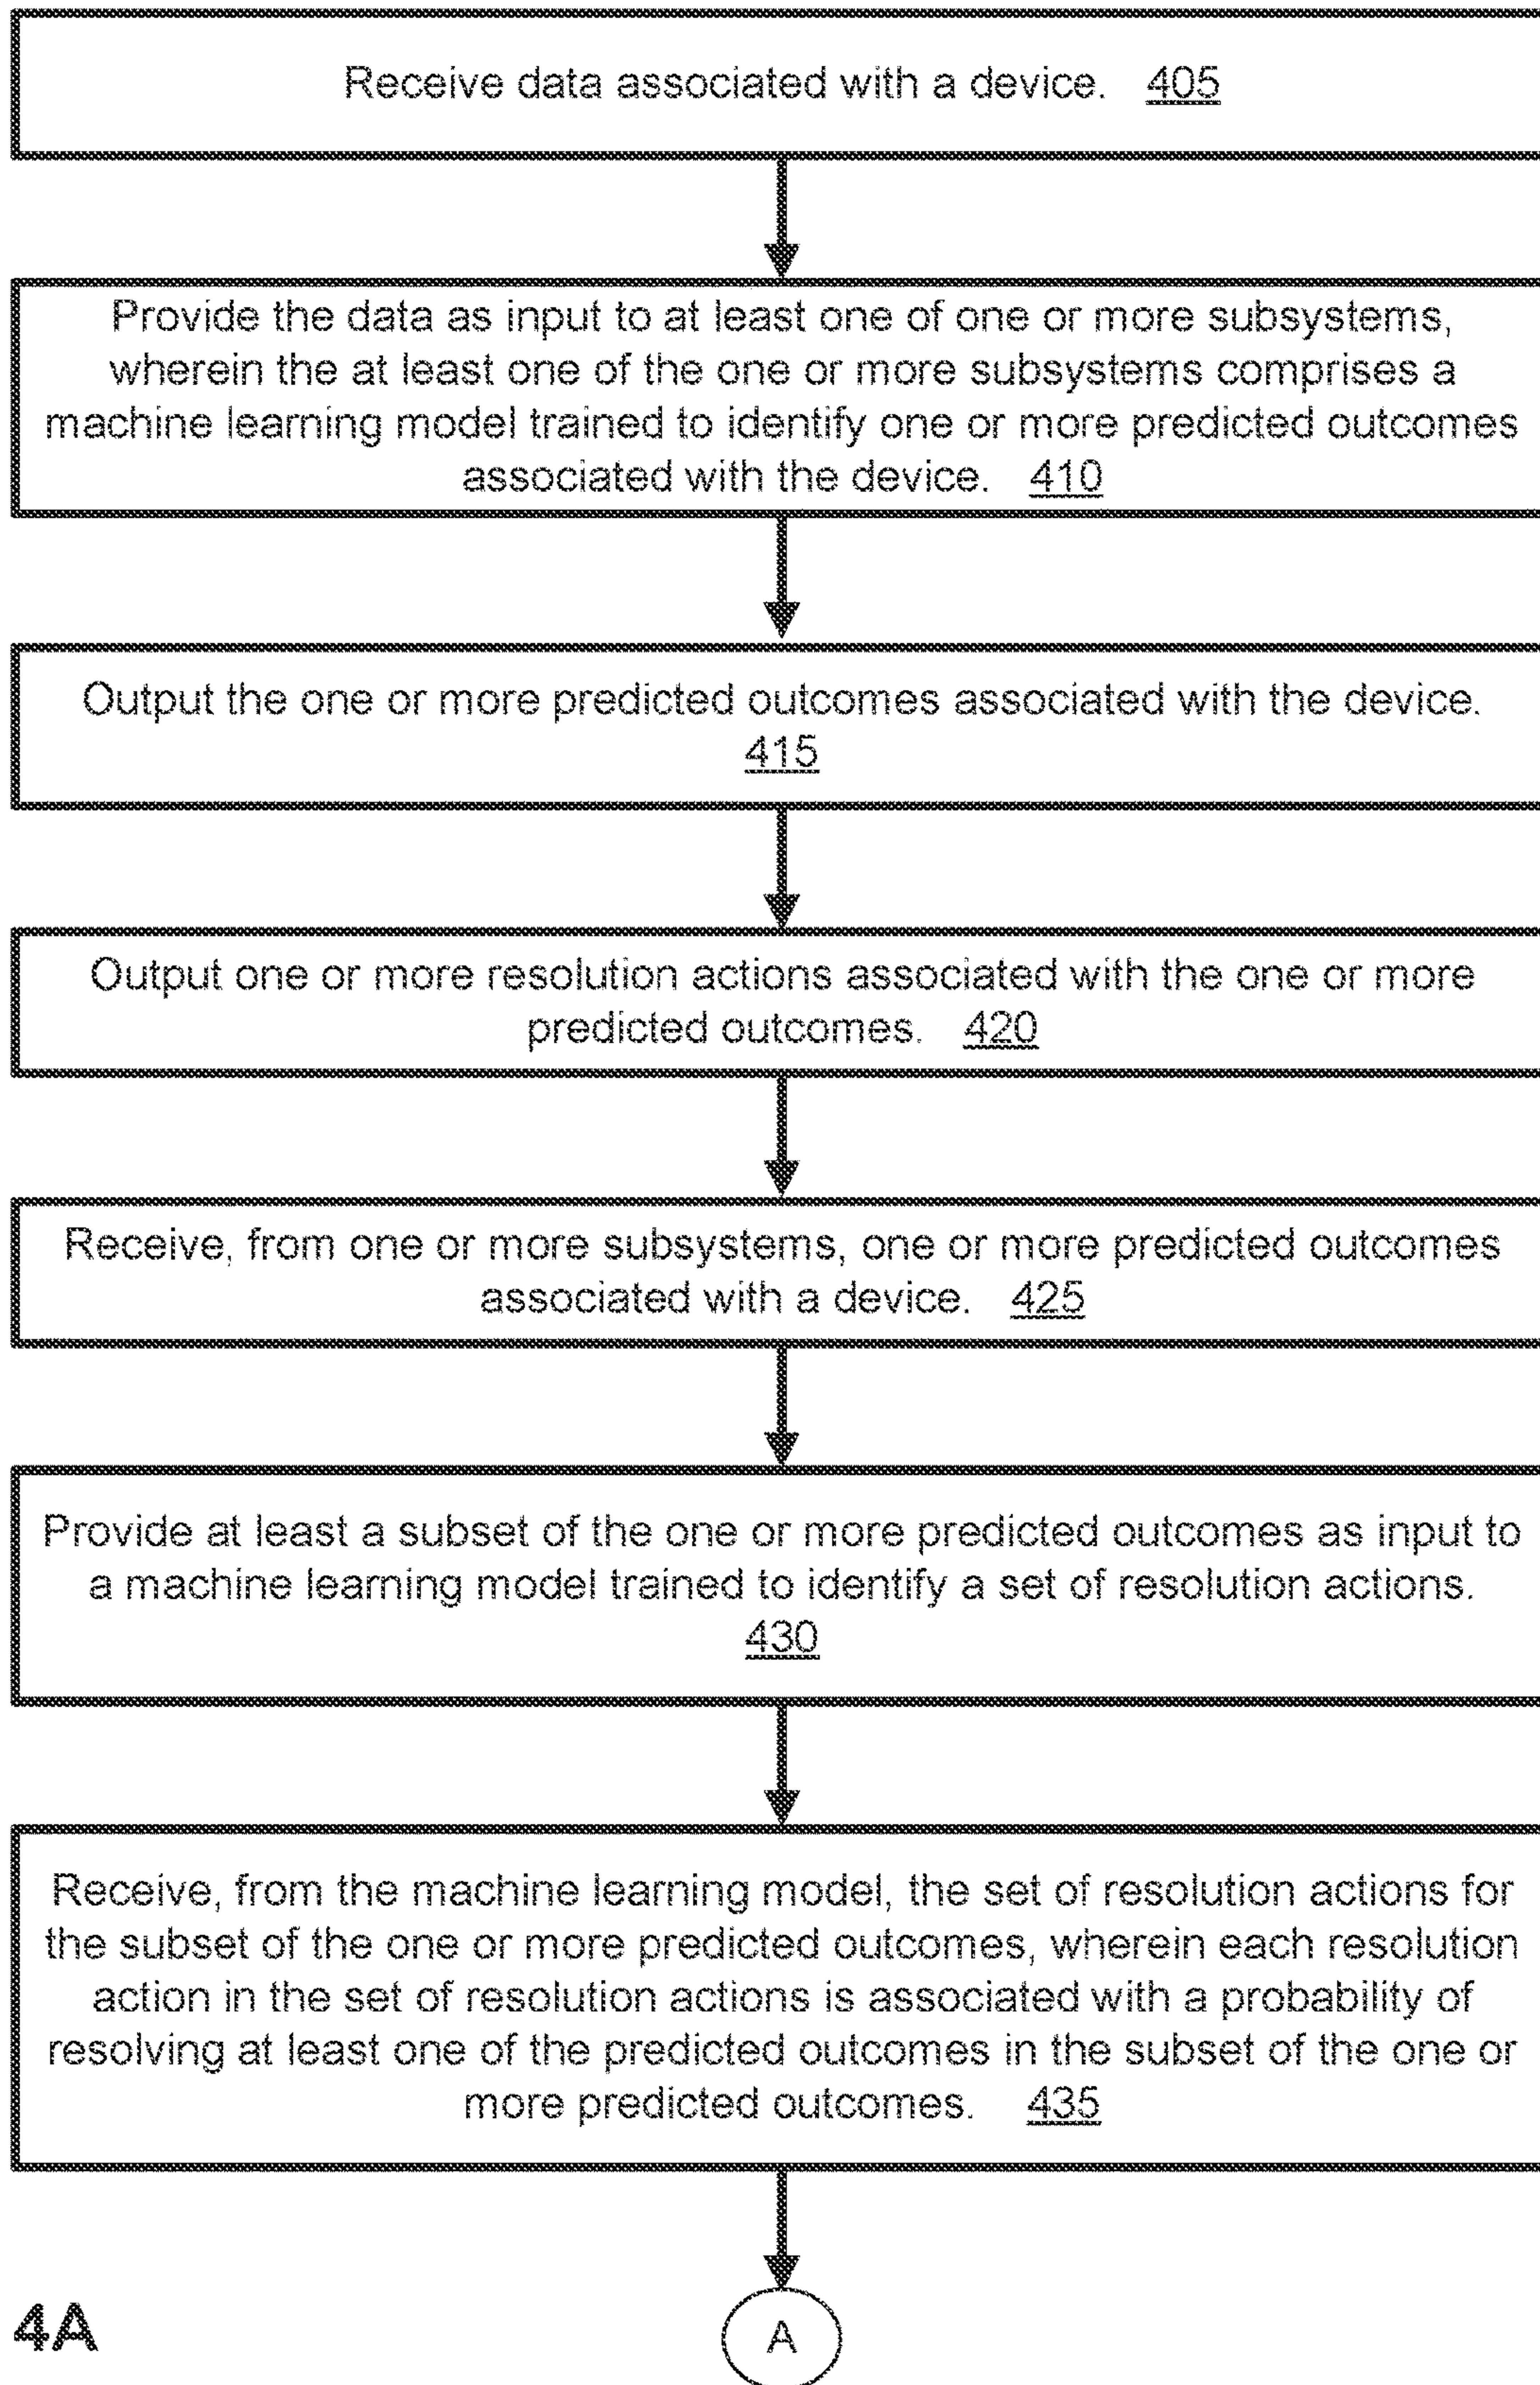 Receive data associated with a device. 405
Provide the data as input to at least one of one or more subsystems,
wherein the at least one of the one or more subsystems comprises a
machine learning model trained to identify one or more predicted outcomes
associated with the device. 410
Output the one or more predicted outcomes associated with the device.
415
Output one or more resolution actions associated with the one or more
predicted outcomes. 420
Receive, from one or more subsystems, one or more predicted outcomes
associated with a device. 425
Provide at least a subset of the one or more predicted outcomes as input to
a machine learning model trained to identify a set of resolution actions.
430
Receive, from the machine learning model, the set of resolution actions for
the subset of the one or more predicted outcomes, wherein each resolution
action in the set of resolution actions is associated with a probability of
resolving at least one of the predicted outcomes in the subset of the one or
more predicted outcomes. 435
4A
A